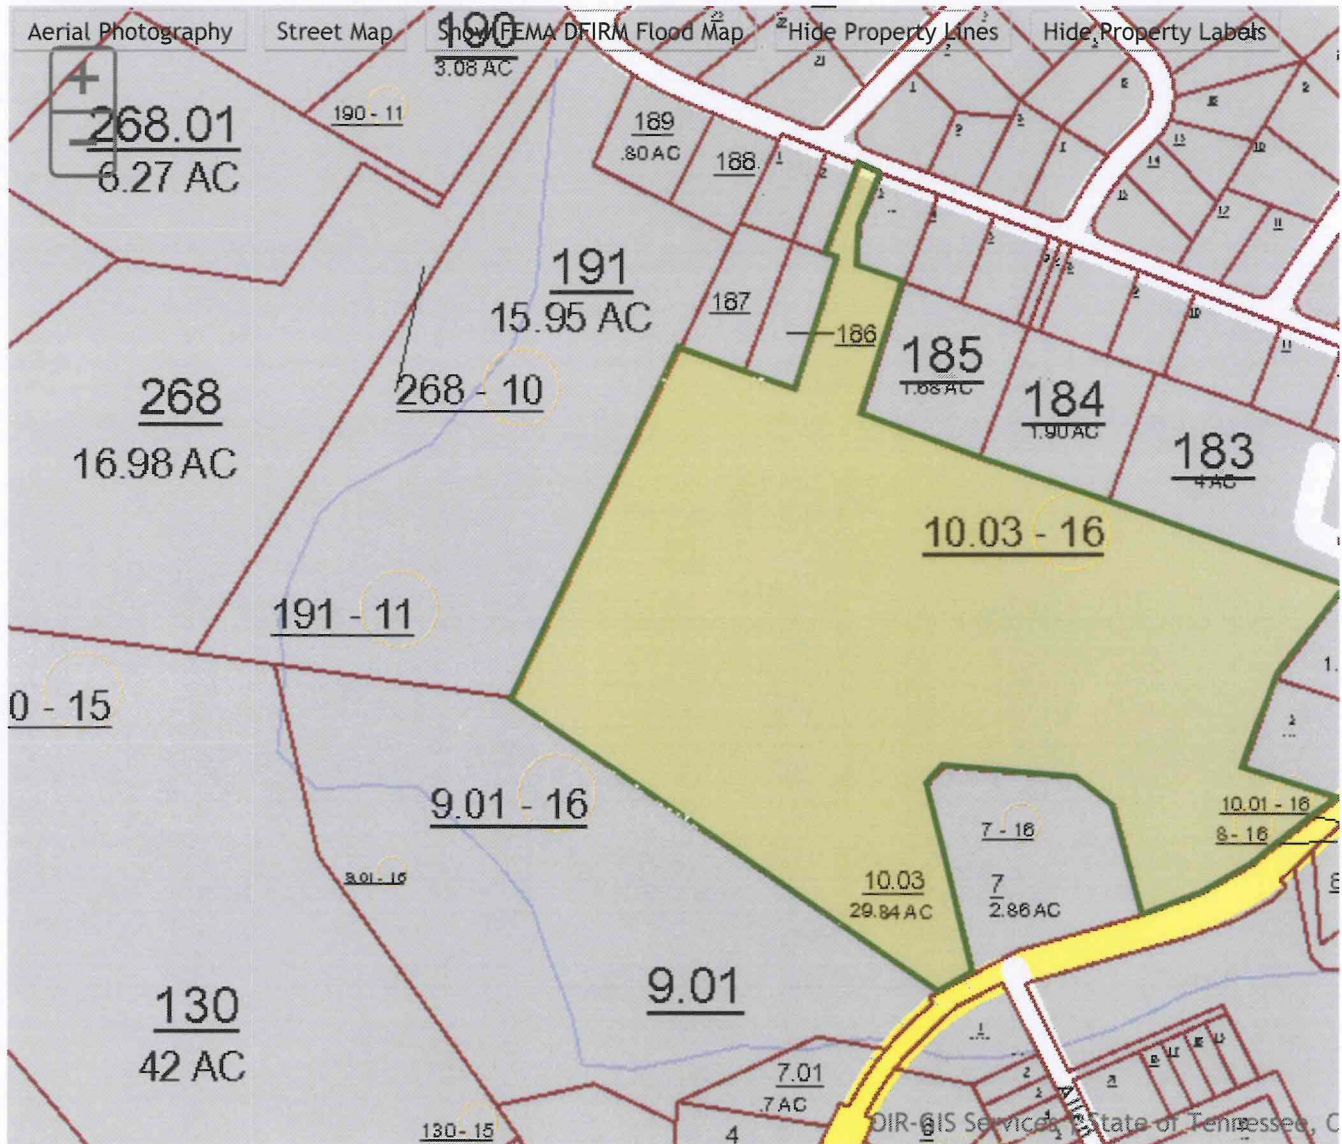 Aerial Photography Street Map Show FEMA DFIRM Flood Map Hide Property Lines Hide Property Labels
+
−
190
3.08 AC
268.01
6.27 AC
190 - 11
189
.80 AC
188
21
191
15.95 AC
187
186
185
1.68 AC
184
1.90 AC
183
4 AC
268 - 10
268
16.98 AC
10.03 - 16
191 - 11
0 - 15
9.01 - 16
10.01 - 16
8 - 16
7 - 16
7
2.86 AC
10.03
29.84 AC
9.01 - 16
9.01
130
42 AC
7.01
.7 AC
4
130 - 15
Allen
OIR-GIS Services, State of Tennessee, C